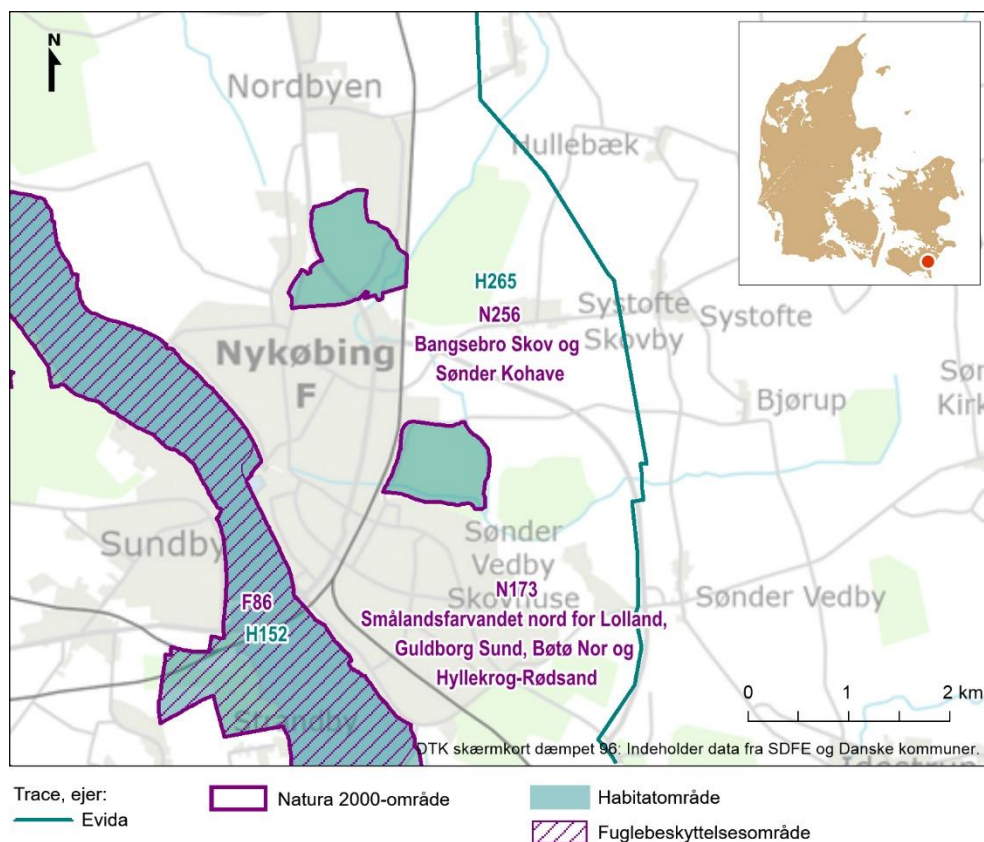 N
Nordbyen
Hullebæk
H265
N256
Bangsebro Skov og
Sønder Kohave
Systofte
Skovby
Systofte
Nykøbing
F
Bjørup
Søn
Kirk
Sundby
Sønder
Vedby
Skovhuse
Sønder Vedby
N173
Smålandsfarvandet nord for Lolland,
Guldborg Sund, Bøtø Nor og
Hyllekrog-Rødsand
F86
H152
Strandby
0 1 2 km
DTK skærmkort dæmpet 96: Indeholder data fra SDFE og Danske kommuner.
Idestrup
Trace, ejer:
Evida
Natura 2000-område
Habitatområde
Fuglebeskyttelsesområde